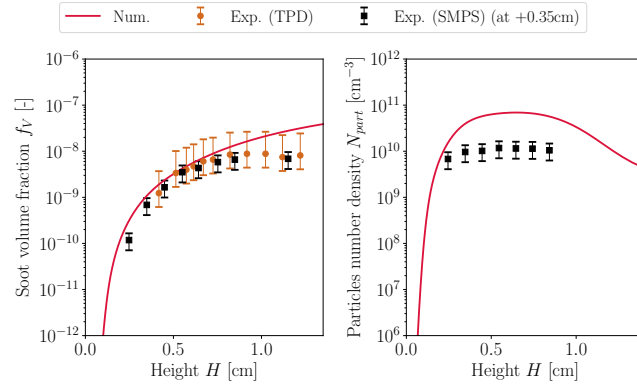 Num. Exp. (TPD) Exp. (SMPS) (at +0.35cm)
Soot volume fraction f_V [-]
10^{-6}
10^{-7}
10^{-8}
10^{-9}
10^{-10}
10^{-11}
10^{-12}
0.0 0.5 1.0
Height H [cm]
Particles number density N_{part} [cm^{-3}]
10^{12}
10^{11}
10^{10}
10^{9}
10^{8}
10^{7}
10^{6}
0.0 0.5 1.0
Height H [cm]